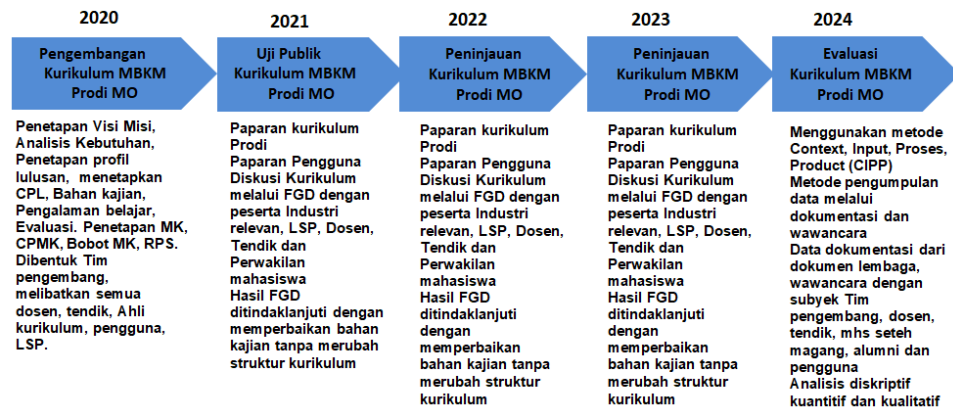 2020
Pengembangan
Kurikulum MBKM
Prodi MO
Penetapan Visi Misi,
Analisis Kebutuhan,
Penetapan profil
lulusan, menetapkan
CPL, Bahan kajian,
Pengalaman belajar,
Evaluasi. Penetapan MK,
CPMK, Bobot MK, RPS.
Dibentuk Tim
pengembang,
melibatkan semua
dosen, tendik, Ahli
kurikulum, pengguna,
LSP.
2021
Uji Publik
Kurikulum MBKM
Prodi MO
Paparan kurikulum
Prodi
Paparan Pengguna
Diskusi Kurikulum
melalui FGD dengan
peserta Industri
relevan, LSP, Dosen,
Tendik dan
Perwakilan
mahasiswa
Hasil FGD
ditindaklanjuti dengan
memperbaikan bahan
kajian tanpa merubah
struktur kurikulum
2022
Peninjauan
Kurikulum MBKM
Prodi MO
Paparan kurikulum
Prodi
Paparan Pengguna
Diskusi Kurikulum
melalui FGD dengan
peserta Industri
relevan, LSP, Dosen,
Tendik dan
Perwakilan
mahasiswa
Hasil FGD
ditindaklanjuti
dengan
memperbaikan
bahan kajian tanpa
merubah struktur
kurikulum
2023
Peninjauan
Kurikulum MBKM
Prodi MO
Paparan kurikulum
Prodi
Paparan Pengguna
Diskusi Kurikulum
melalui FGD dengan
peserta Industri
relevan, LSP, Dosen,
Tendik dan
Perwakilan
mahasiswa
Hasil FGD
ditindaklanjuti
dengan
memperbaikan
bahan kajian tanpa
merubah struktur
kurikulum
2024
Evaluasi
Kurikulum MBKM
Prodi MO
Menggunakan metode
Context, Input, Proses,
Product (CIPP)
Metode pengumpulan
data melalui
dokumentasi dan
wawancara
Data dokumentasi dari
dokumen lembaga,
wawancara dengan
subyek Tim
pengembang, dosen,
tendik, mhs seteh
magang, alumni dan
pengguna
Analisis diskriptif
kuantitif dan kualitatif